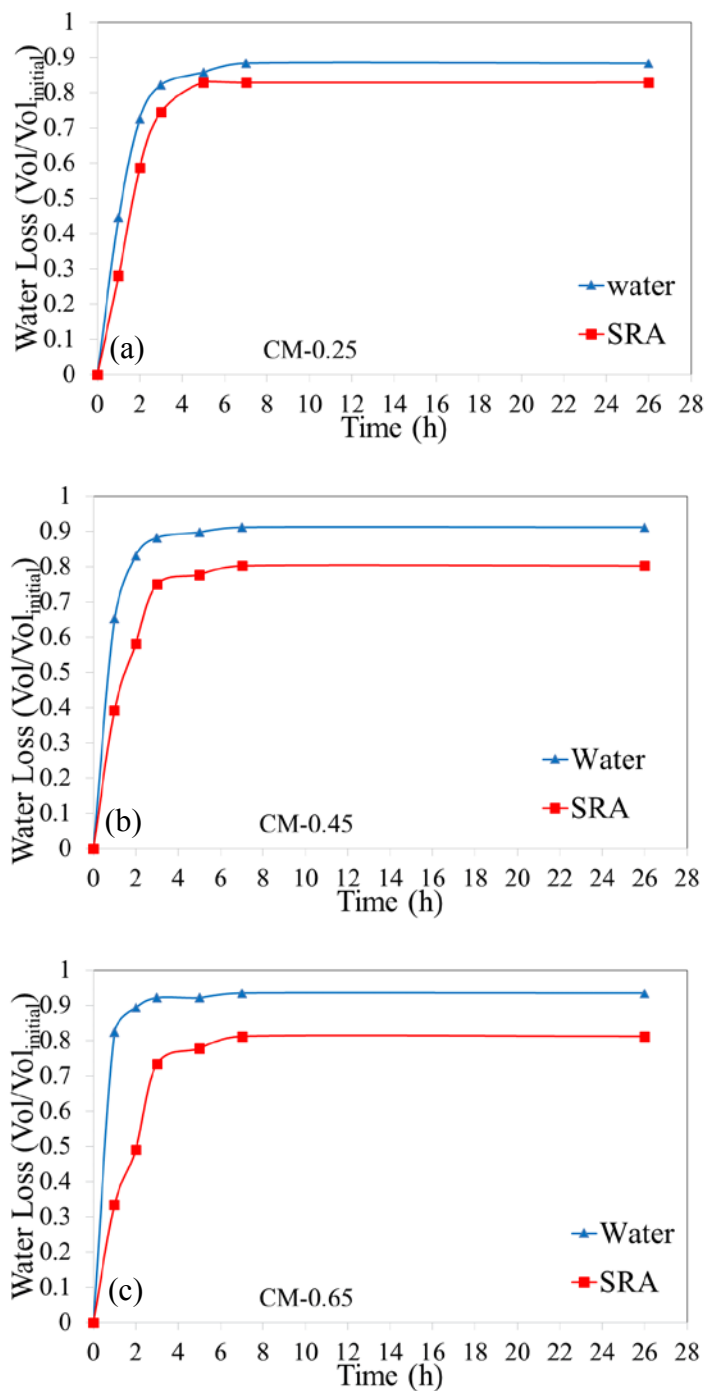 1
0.9
0.8
0.7
0.6
0.5
0.4
0.3
0.2
0.1
0
Water Loss (Vol/Vol_initial)
water
SRA
(a)
CM-0.25
0 2 4 6 8 10 12 14 16 18 20 22 24 26 28
Time (h)
1
0.9
0.8
0.7
0.6
0.5
0.4
0.3
0.2
0.1
0
Water Loss (Vol/Vol_initial)
Water
SRA
(b)
CM-0.45
0 2 4 6 8 10 12 14 16 18 20 22 24 26 28
Time (h)
1
0.9
0.8
0.7
0.6
0.5
0.4
0.3
0.2
0.1
0
Water Loss (Vol/Vol_initial)
Water
SRA
(c)
CM-0.65
0 2 4 6 8 10 12 14 16 18 20 22 24 26 28
Time (h)